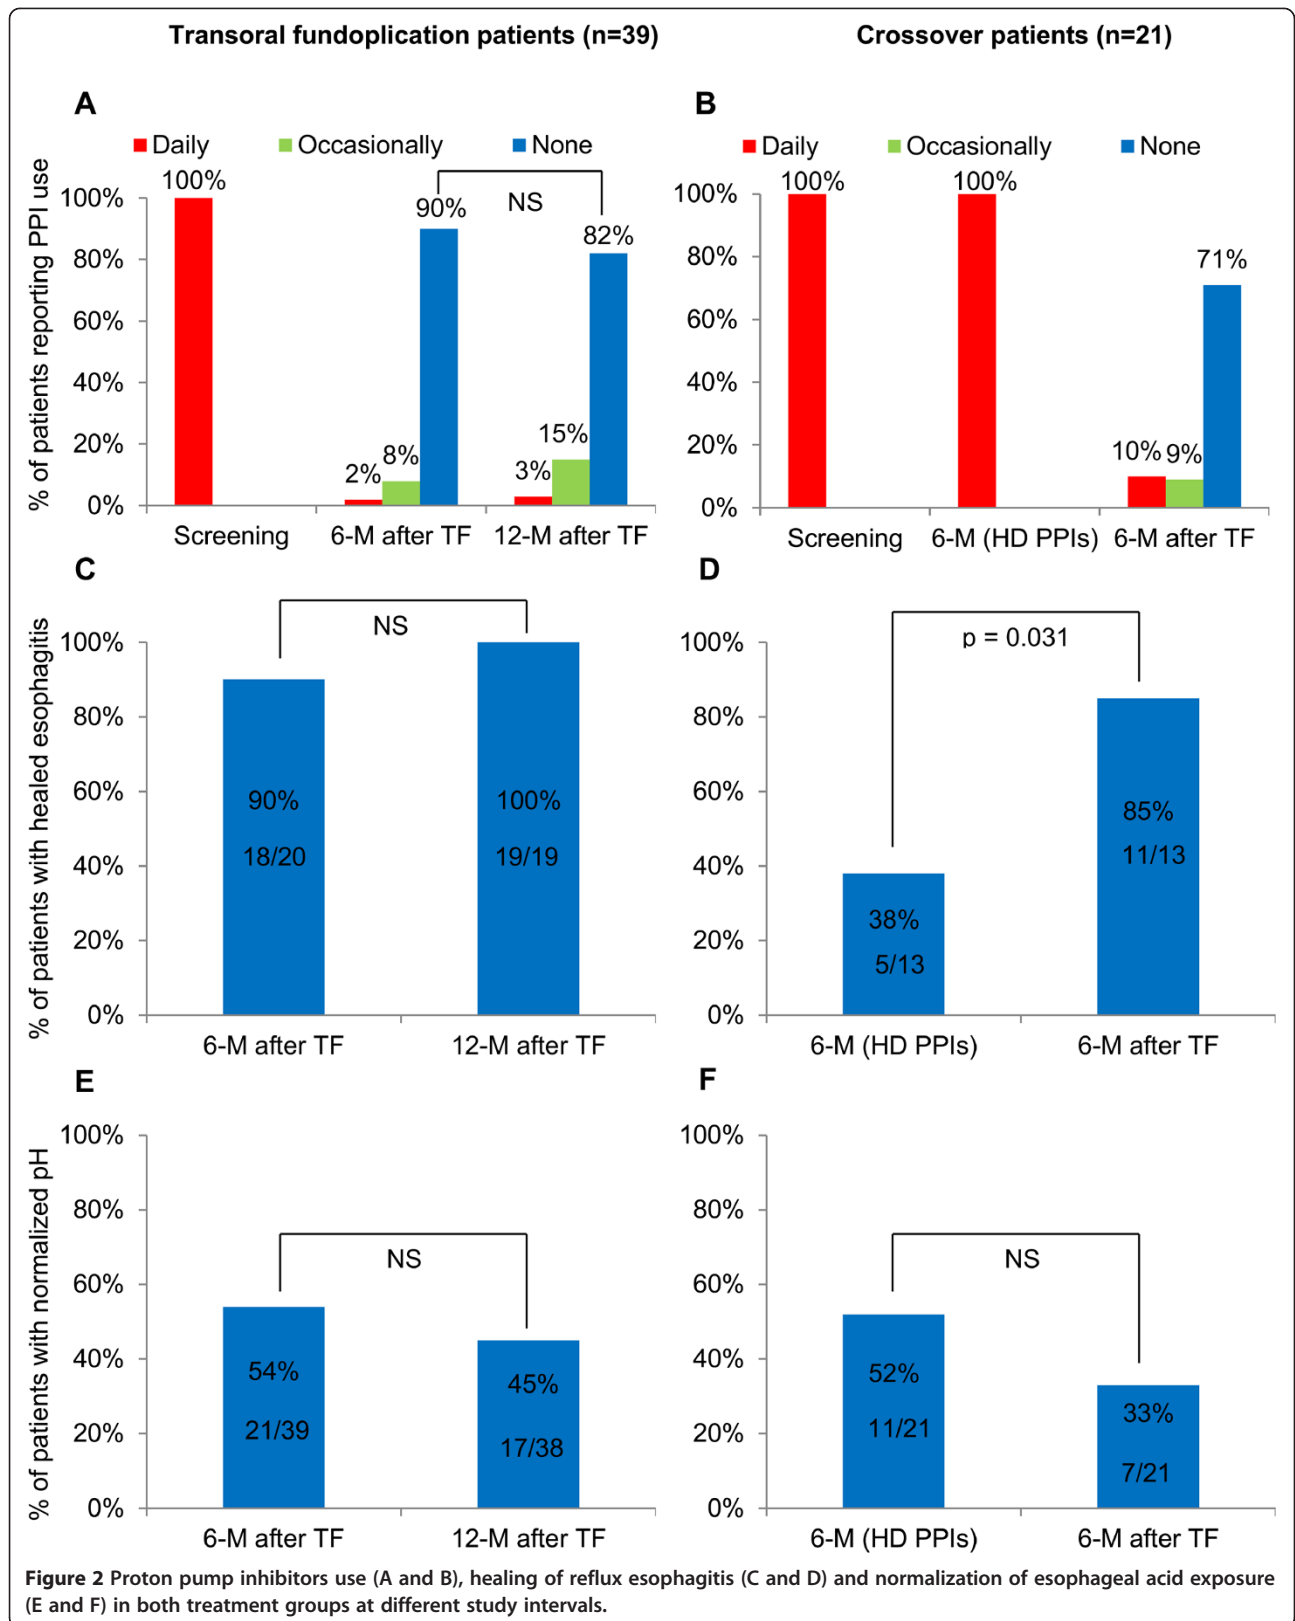 Transoral fundoplication patients (n=39)
Crossover patients (n=21)
A
Daily
Occasionally
None
% of patients reporting PPI use
100%
80%
60%
40%
20%
0%
100%
2%
8%
90%
NS
3%
15%
82%
Screening
6-M after TF
12-M after TF
B
Daily
Occasionally
None
100%
80%
60%
40%
20%
0%
100%
100%
10%
9%
71%
Screening
6-M (HD PPIs)
6-M after TF
C
% of patients with healed esophagitis
100%
80%
60%
40%
20%
0%
NS
90%
18/20
100%
19/19
6-M after TF
12-M after TF
D
100%
80%
60%
40%
20%
0%
p = 0.031
38%
5/13
85%
11/13
6-M (HD PPIs)
6-M after TF
E
% of patients with normalized pH
100%
80%
60%
40%
20%
0%
NS
54%
21/39
45%
17/38
6-M after TF
12-M after TF
F
100%
80%
60%
40%
20%
0%
NS
52%
11/21
33%
7/21
6-M (HD PPIs)
6-M after TF
Figure 2 Proton pump inhibitors use (A and B), healing of reflux esophagitis (C and D) and normalization of esophageal acid exposure
(E and F) in both treatment groups at different study intervals.